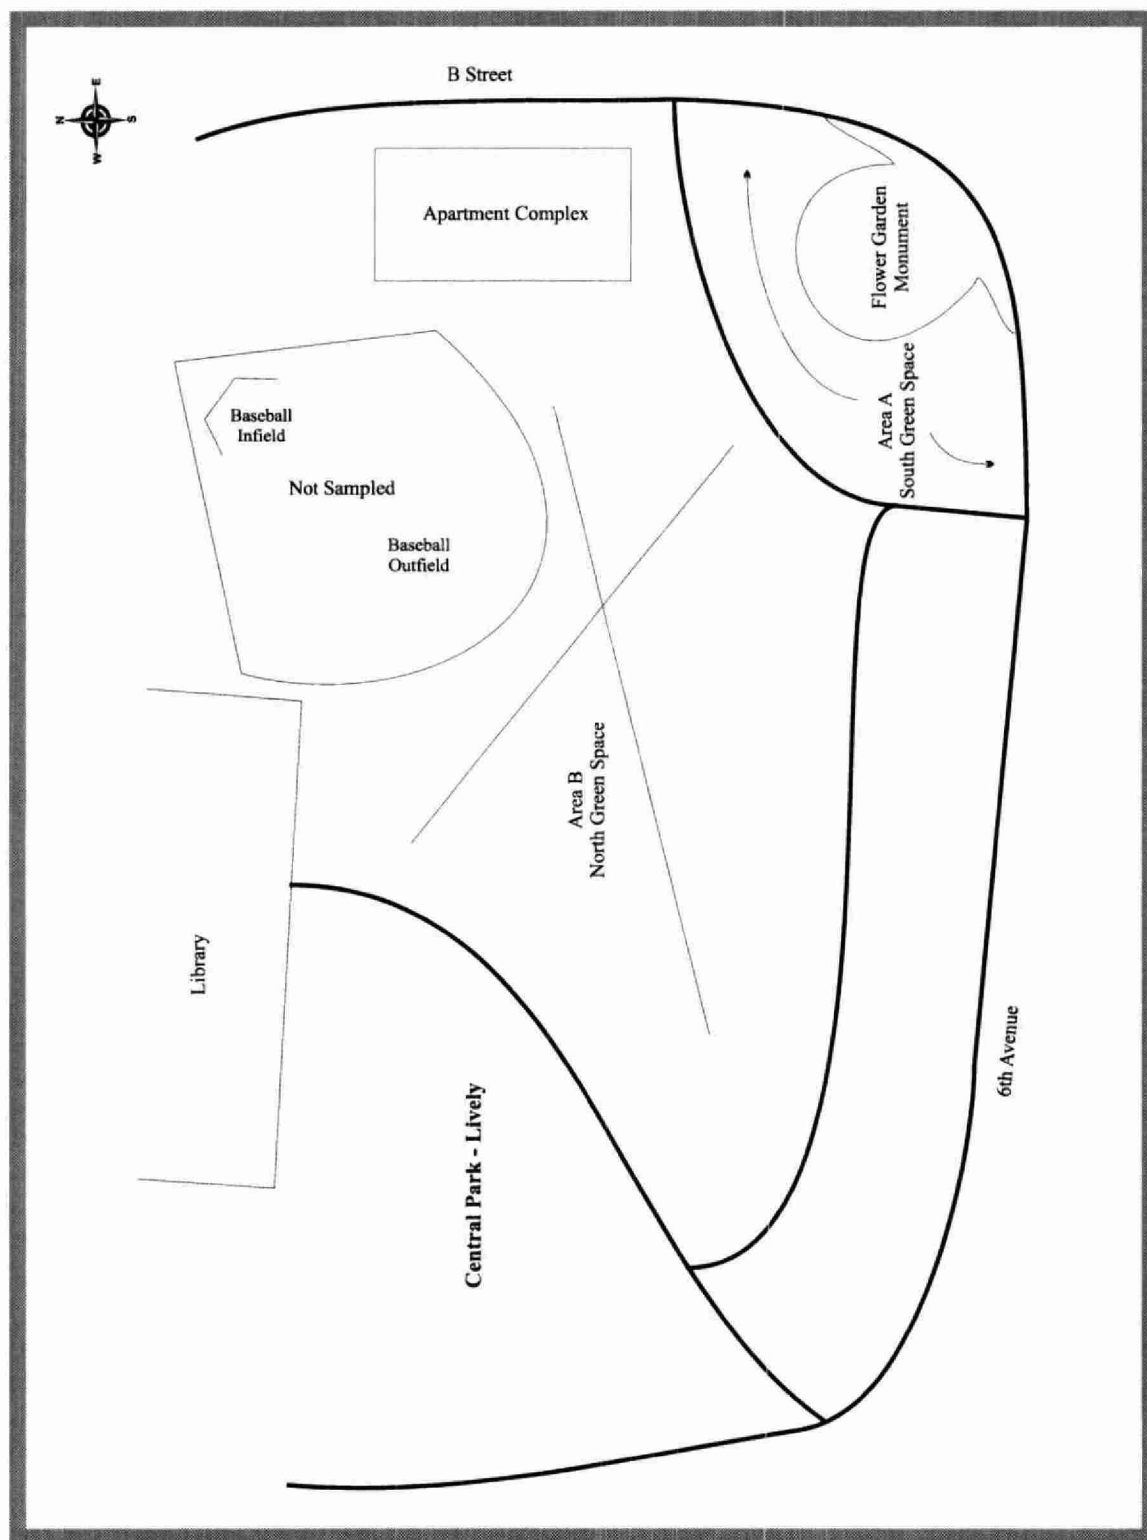 B Street
N
E
S
W
Apartment Complex
Flower Garden
Monument
Baseball
Infield
Not Sampled
Baseball
Outfield
Area A
South Green Space
Area B
North Green Space
Library
Central Park - Lively
6th Avenue